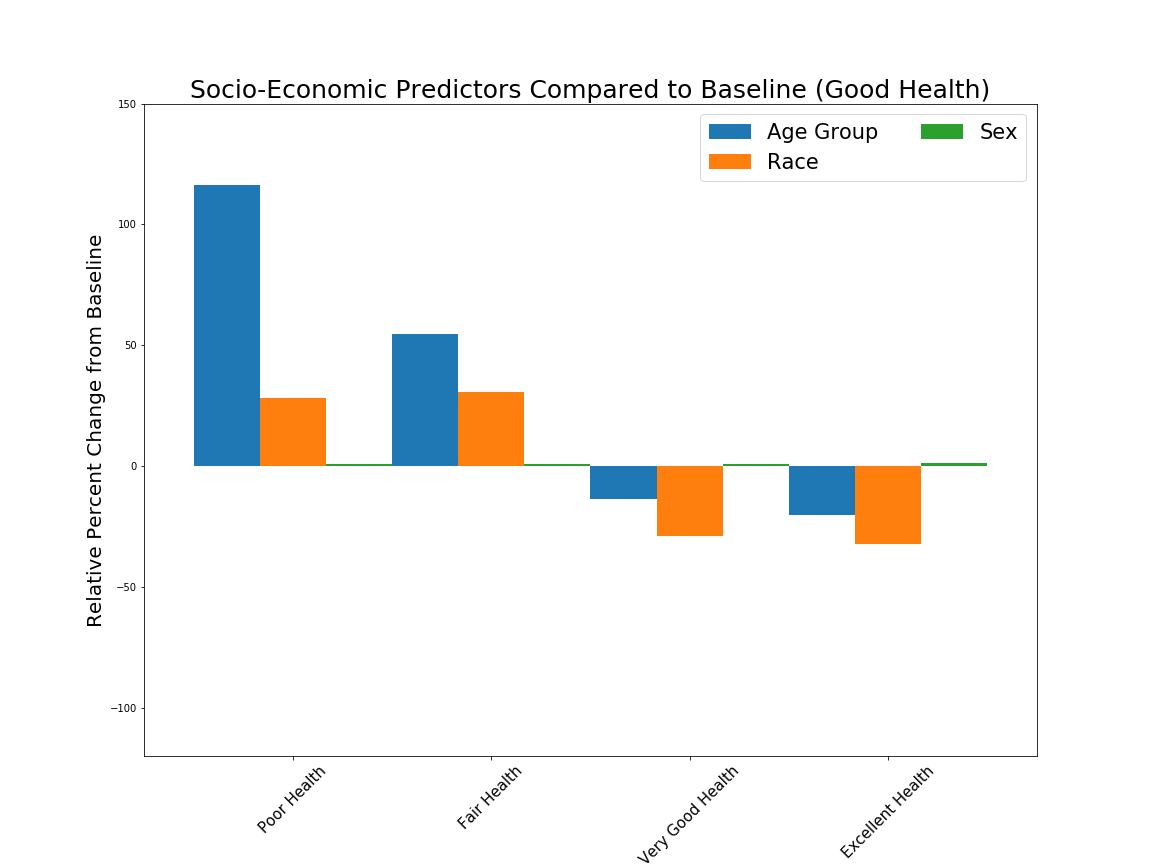 Socio-Economic Predictors Compared to Baseline (Good Health)
Age Group
Race
Sex
Relative Percent Change from Baseline
150
100
50
0
−50
−100
Poor Health
Fair Health
Very Good Health
Excellent Health